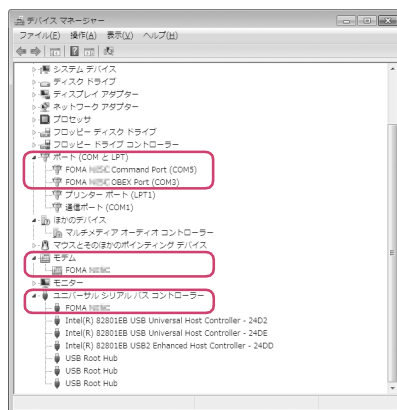 デバイス マネージャー
ファイル(F) 操作(A) 表示(V) ヘルプ(H)
システム デバイス
ディスク ドライブ
ディスプレイ アダプター
ネットワーク アダプター
プロセッサ
フロッピー ディスク ドライブ
フロッピー ドライブ コントローラー
ポート (COM と LPT)
FOMA Command Port (COM5)
FOMA OBEX Port (COM3)
プリンター ポート (LPT1)
通信ポート (COM1)
ほかのデバイス
マルチメディア オーディオ コントローラー
マウスとそのほかのポインティング デバイス
モデム
FOMA
モニター
ユニバーサル シリアル バス コントローラー
FOMA
Intel(R) 82801EB USB Universal Host Controller - 24D2
Intel(R) 82801EB USB Universal Host Controller - 24DE
Intel(R) 82801EB USB2 Enhanced Host Controller - 24DD
USB Root Hub
USB Root Hub
USB Root Hub